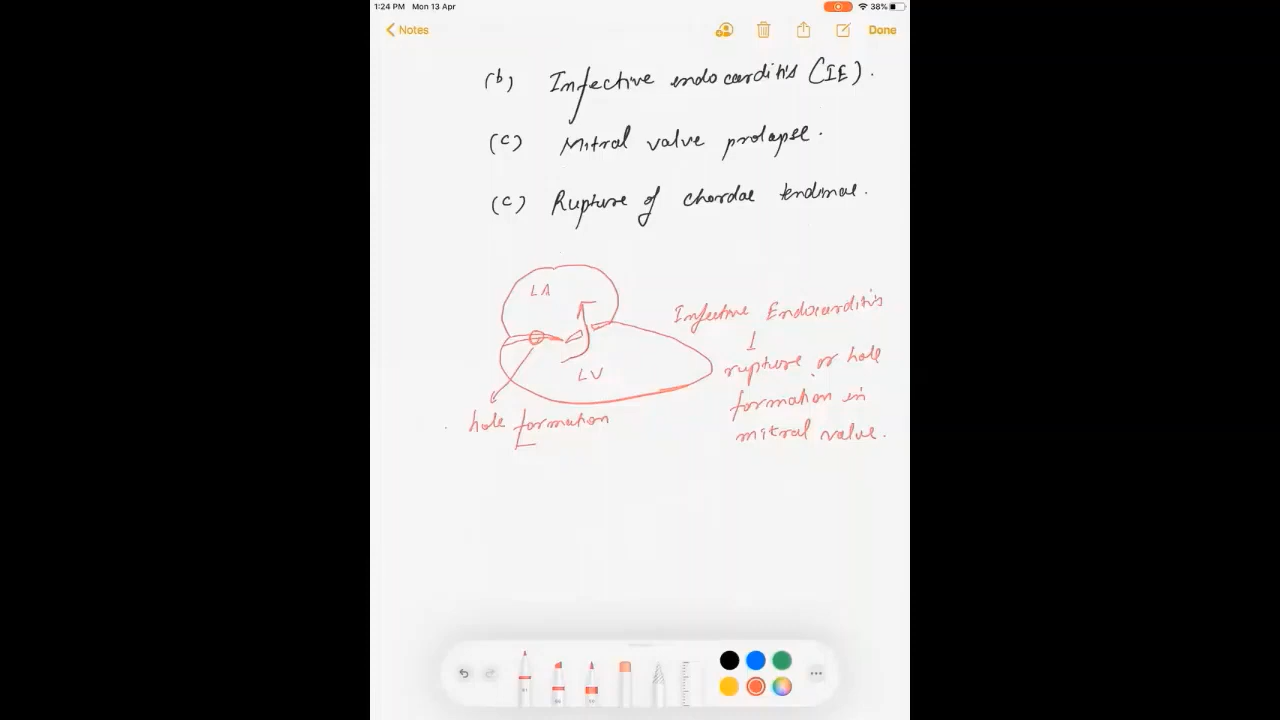 1:24 PM Mon 13 Apr
38%
Notes
Done
(b) Infective endocarditis (IE).
(c) Mitral valve prolapse.
(c) Rupture of chordae tendinae.
LA
Infective Endocarditis
LV
rupture or hole
formation in
hole formation
mitral valve.